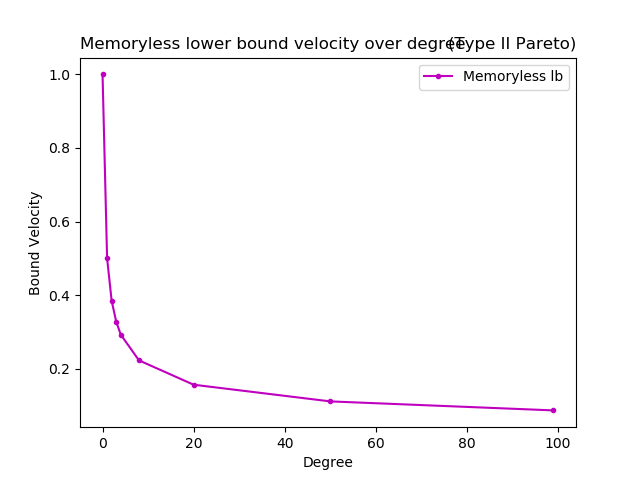 Memoryless lower bound velocity over degree (Type II Pareto)
Memoryless lb
1.0
0.8
0.6
0.4
0.2
Bound Velocity
0 20 40 60 80 100
Degree